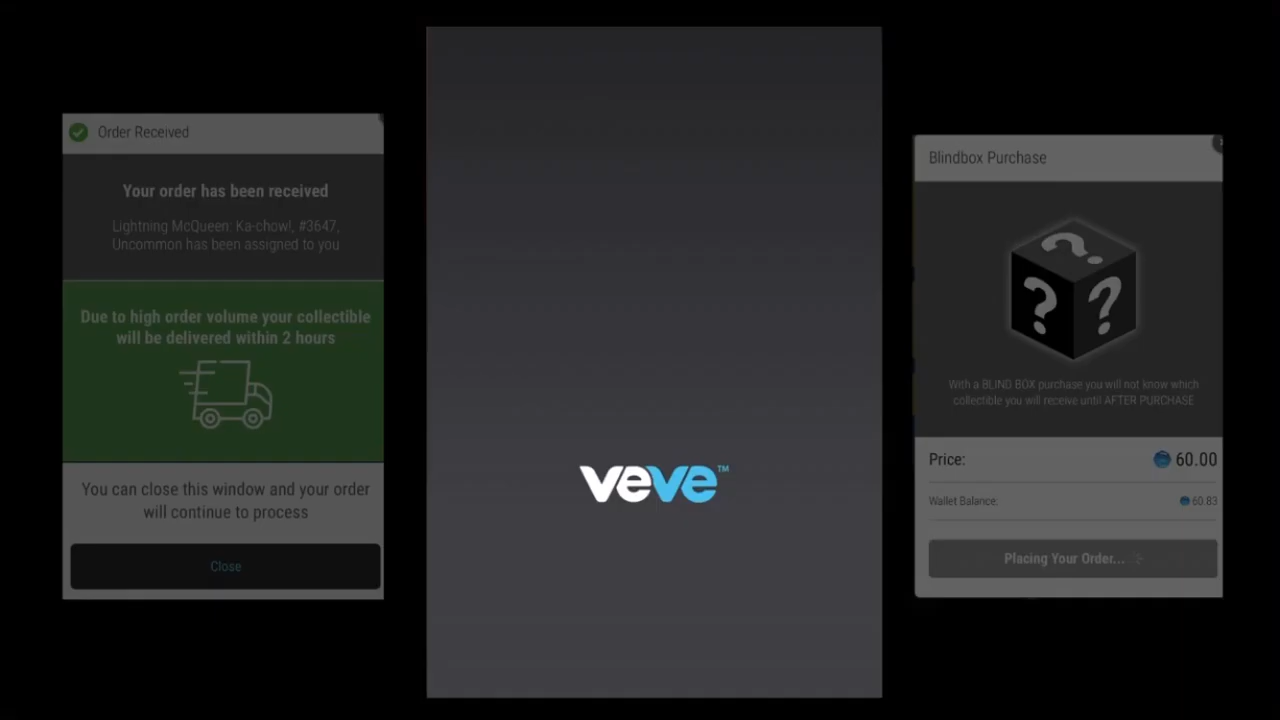 Order Received
Your order has been received
Lightning McQueen: Ka-chow!, #3647,
Uncommon has been assigned to you
Due to high order volume your collectible
will be delivered within 2 hours
You can close this window and your order
will continue to process
Close
veve™
Blindbox Purchase
? ? ?
With a BLIND BOX purchase you will not know which
collectible you will receive until AFTER PURCHASE
Price: 60.00
Wallet Balance: 60.83
Placing Your Order...